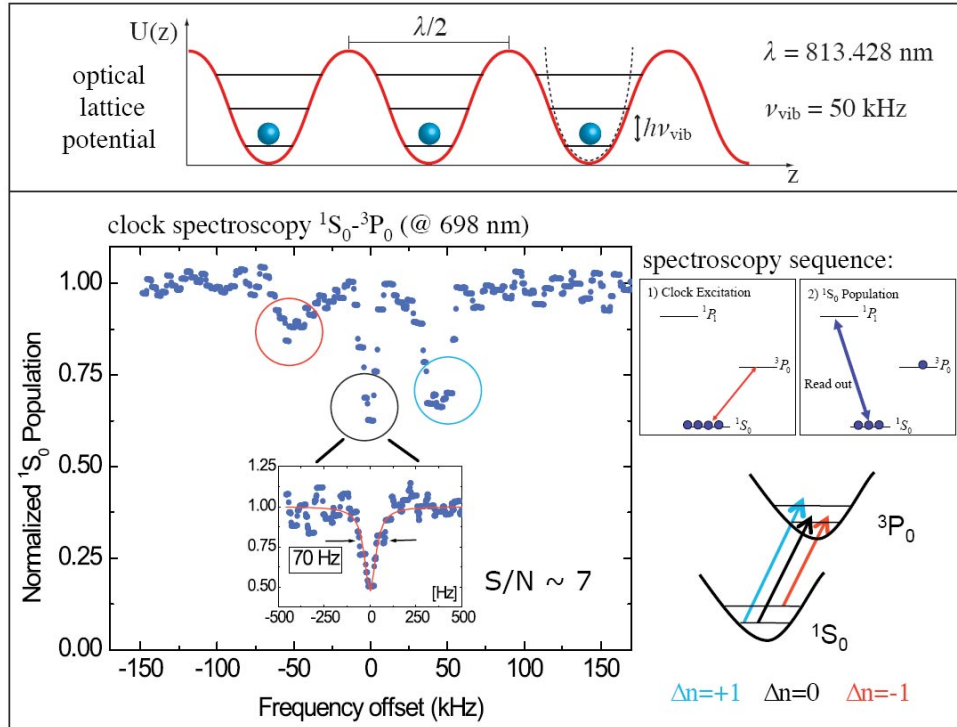 U(z)
λ/2
optical
lattice
potential
hν_vib
z
λ = 813.428 nm
ν_vib = 50 kHz
clock spectroscopy ¹S₀-³P₀ (@ 698 nm)
Normalized ¹S₀ Population
1.00
0.75
0.50
0.25
0.00
-150 -100 -50 0 50 100 150
Frequency offset (kHz)
1.25
1.00
0.75
0.50
70 Hz
[Hz]
-500 -250 0 250 500
S/N ~ 7
spectroscopy sequence:
1) Clock Excitation
¹P₁
³P₀
¹S₀
2) ¹S₀ Population
¹P₁
³P₀
Read out
¹S₀
³P₀
¹S₀
Δn=+1 Δn=0 Δn=-1